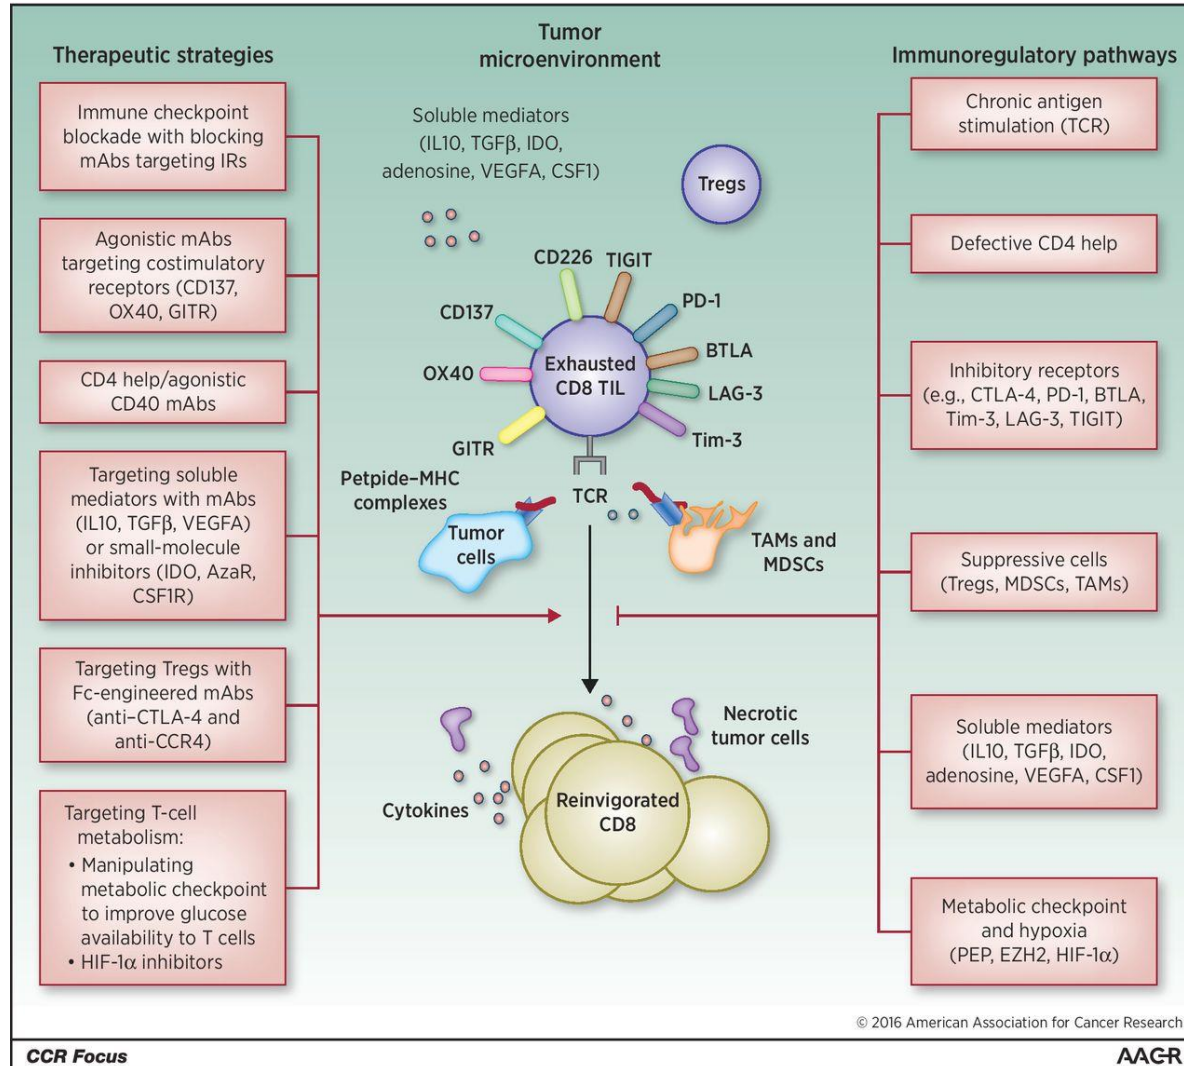 Therapeutic strategies
Immune checkpoint
blockade with blocking
mAbs targeting IRs
Agonistic mAbs
targeting costimulatory
receptors (CD137,
OX40, GITR)
CD4 help/agonistic
CD40 mAbs
Targeting soluble
mediators with mAbs
(IL10, TGFβ, VEGFA)
or small-molecule
inhibitors (IDO, AzaR,
CSF1R)
Targeting Tregs with
Fc-engineered mAbs
(anti–CTLA-4 and
anti-CCR4)
Targeting T-cell
metabolism:
• Manipulating
metabolic checkpoint
to improve glucose
availability to T cells
• HIF-1α inhibitors
Tumor
microenvironment
Soluble mediators
(IL10, TGFβ, IDO,
adenosine, VEGFA, CSF1)
Tregs
CD226
TIGIT
CD137
PD-1
BTLA
OX40
Exhausted
CD8 TIL
LAG-3
GITR
Tim-3
Petpide–MHC
complexes
TCR
Tumor
cells
TAMs and
MDSCs
Necrotic
tumor cells
Cytokines
Reinvigorated
CD8
Immunoregulatory pathways
Chronic antigen
stimulation (TCR)
Defective CD4 help
Inhibitory receptors
(e.g., CTLA-4, PD-1, BTLA,
Tim-3, LAG-3, TIGIT)
Suppressive cells
(Tregs, MDSCs, TAMs)
Soluble mediators
(IL10, TGFβ, IDO,
adenosine, VEGFA, CSF1)
Metabolic checkpoint
and hypoxia
(PEP, EZH2, HIF-1α)
© 2016 American Association for Cancer Research
CCR Focus
AACR